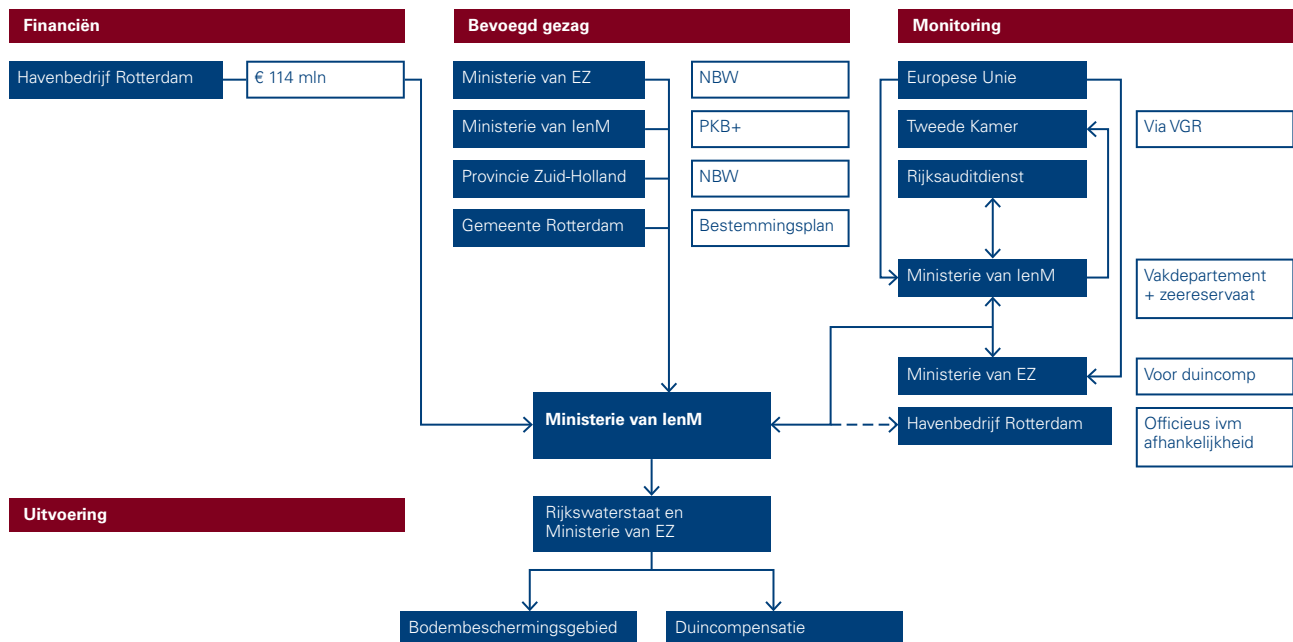 Financiën
Havenbedrijf Rotterdam
€ 114 mln
Bevoegd gezag
Ministerie van EZ
NBW
Ministerie van IenM
PKB+
Provincie Zuid-Holland
NBW
Gemeente Rotterdam
Bestemmingsplan
Monitoring
Europese Unie
Tweede Kamer
Via VGR
Rijksauditdienst
Ministerie van IenM
Vakdepartement
+ zeereservaat
Ministerie van EZ
Voor duincomp
Havenbedrijf Rotterdam
Officieus ivm
afhankelijkheid
Ministerie van IenM
Uitvoering
Rijkswaterstaat en
Ministerie van EZ
Bodembeschermingsgebied
Duincompensatie